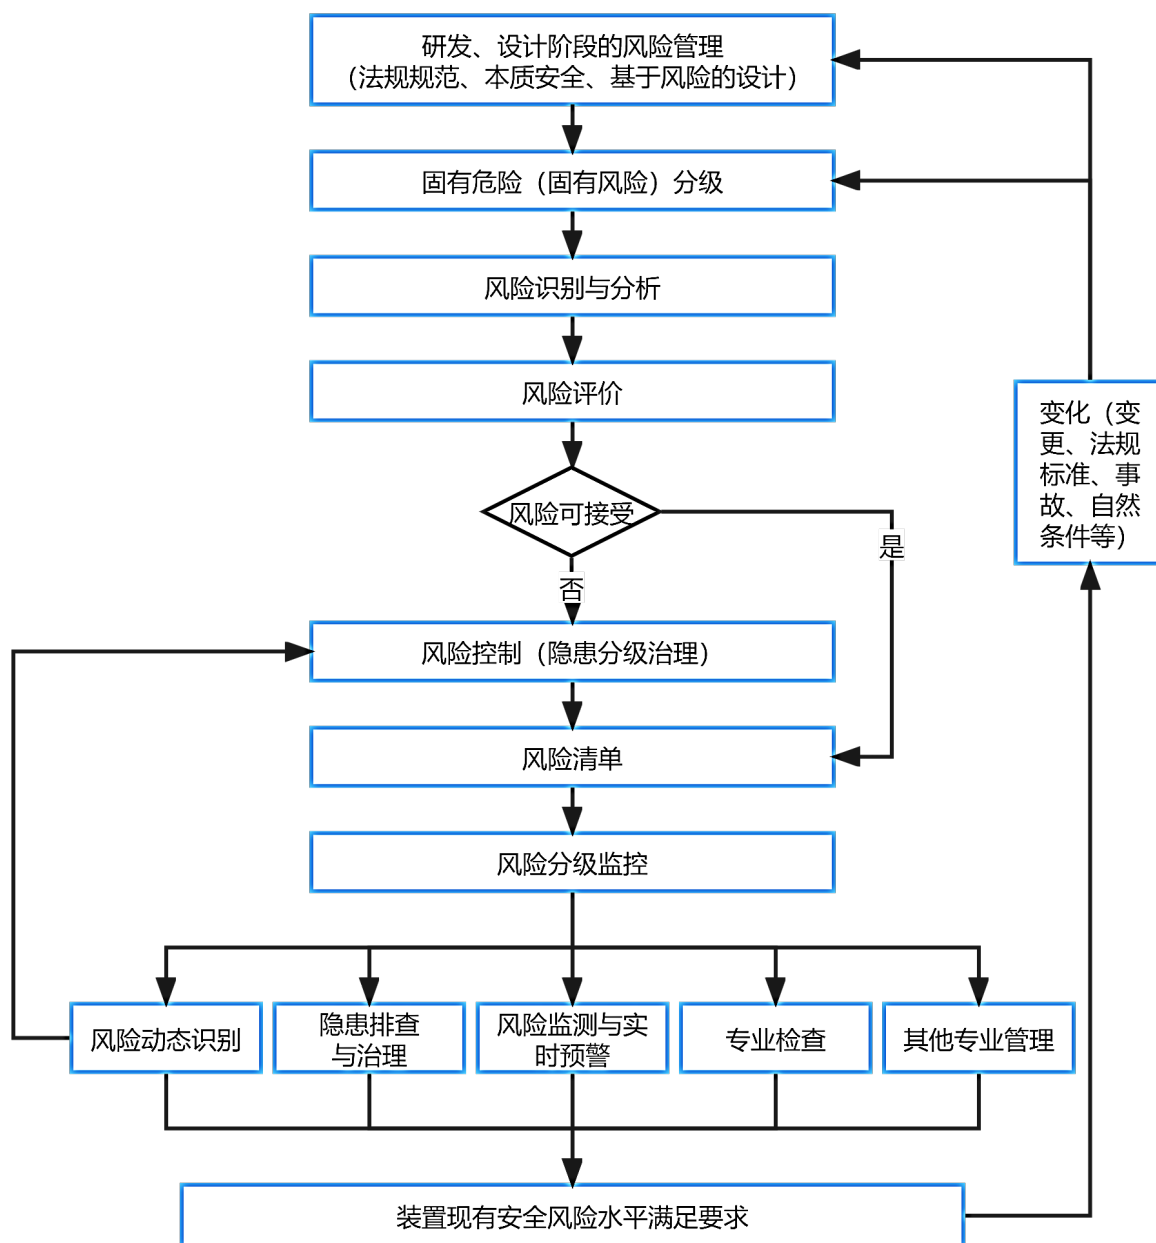 研发、设计阶段的风险管理
（法规规范、本质安全、基于风险的设计）
固有危险（固有风险）分级
风险识别与分析
风险评价
变化（变
更、法规
标准、事
故、自然
条件等）
风险可接受
是
否
风险控制（隐患分级治理）
风险清单
风险分级监控
风险动态识别
隐患排查
与治理
风险监测与实
时预警
专业检查
其他专业管理
装置现有安全风险水平满足要求